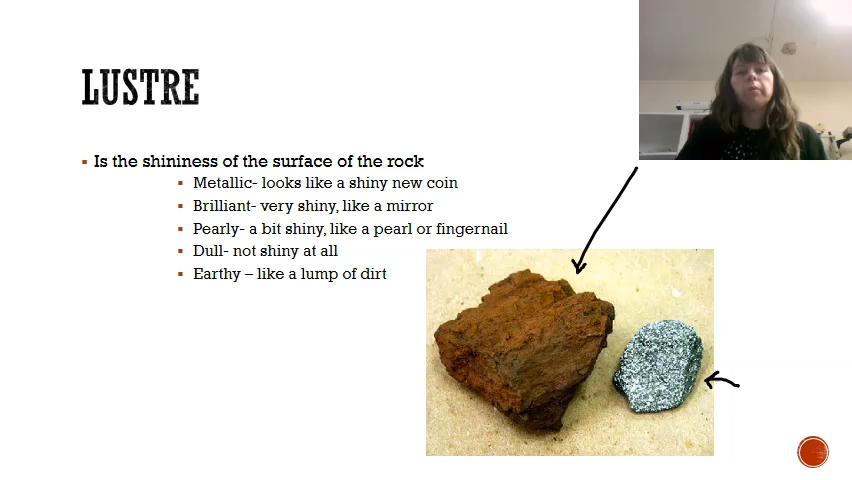 LUSTRE
Is the shininess of the surface of the rock
Metallic- looks like a shiny new coin
Brilliant- very shiny, like a mirror
Pearly- a bit shiny, like a pearl or fingernail
Dull- not shiny at all
Earthy – like a lump of dirt